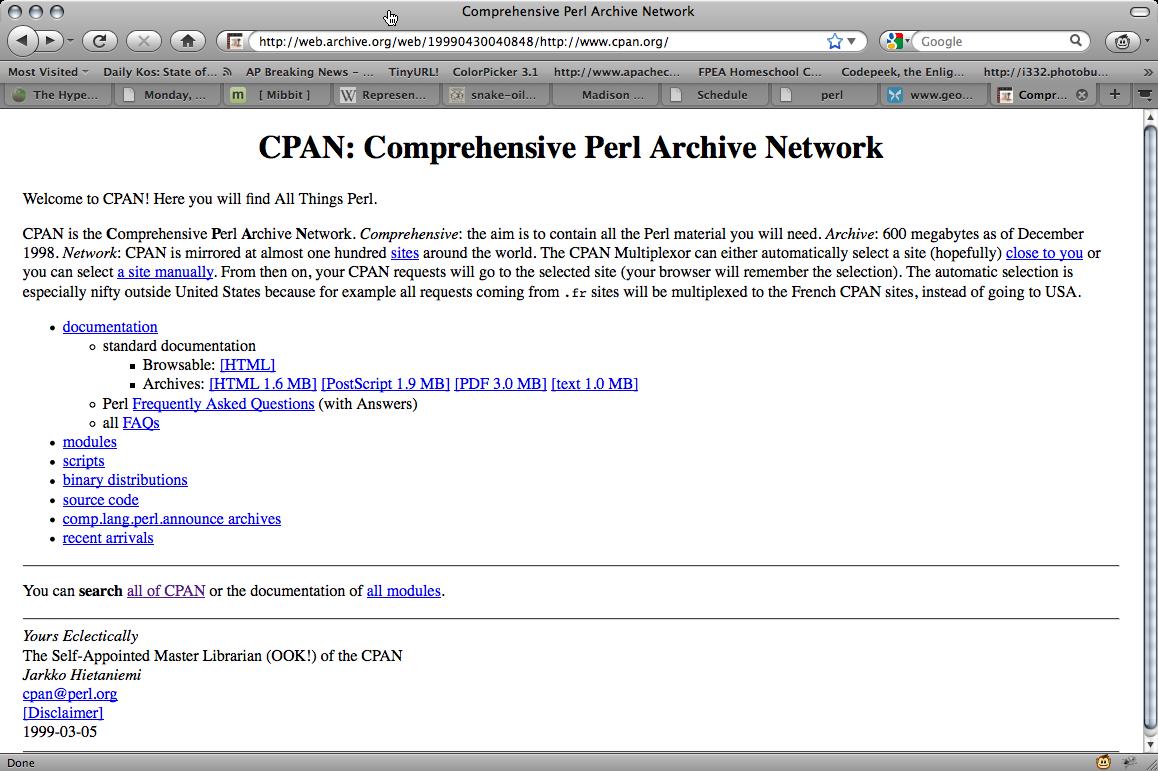 Comprehensive Perl Archive Network
http://web.archive.org/web/19990430040848/http://www.cpan.org/
Google
Most Visited Daily Kos: State of... AP Breaking News – ... TinyURL! ColorPicker 3.1 http://www.apachec... FPEA Homeschool C... Codepeek, the Enlig... http://i332.photobu... »
The Hype... Monday, ... m [ Mibbit ] W Represen... snake-oil... Madison ... Schedule perl www.geo... Compr... +
CPAN: Comprehensive Perl Archive Network
Welcome to CPAN! Here you will find All Things Perl.
CPAN is the Comprehensive Perl Archive Network. Comprehensive: the aim is to contain all the Perl material you will need. Archive: 600 megabytes as of December
1998. Network: CPAN is mirrored at almost one hundred sites around the world. The CPAN Multiplexor can either automatically select a site (hopefully) close to you or
you can select a site manually. From then on, your CPAN requests will go to the selected site (your browser will remember the selection). The automatic selection is
especially nifty outside United States because for example all requests coming from .fr sites will be multiplexed to the French CPAN sites, instead of going to USA.
documentation
standard documentation
Browsable: [HTML]
Archives: [HTML 1.6 MB] [PostScript 1.9 MB] [PDF 3.0 MB] [text 1.0 MB]
Perl Frequently Asked Questions (with Answers)
all FAQs
modules
scripts
binary distributions
source code
comp.lang.perl.announce archives
recent arrivals
You can search all of CPAN or the documentation of all modules.
Yours Eclectically
The Self-Appointed Master Librarian (OOK!) of the CPAN
Jarkko Hietaniemi
cpan@perl.org
[Disclaimer]
1999-03-05
Done